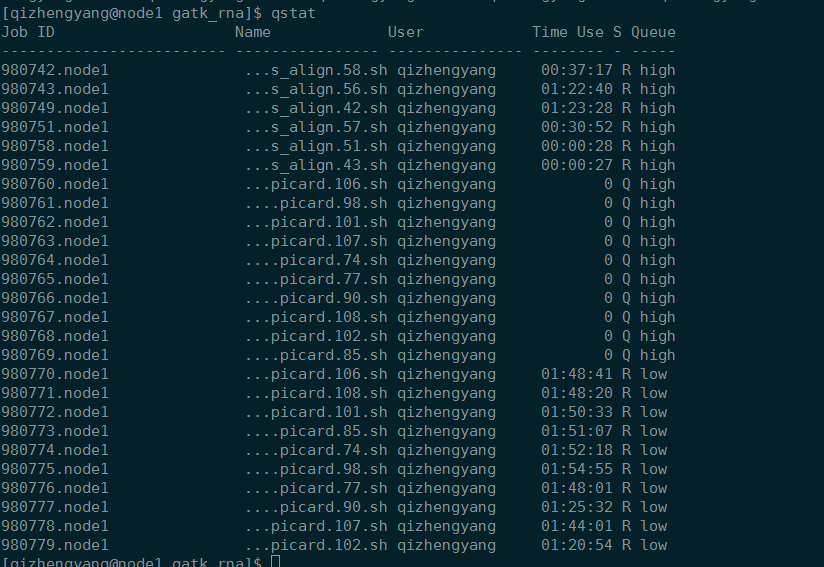 [qizhengyang@node1 gatk_rna]$ qstat
Job ID                    Name             User            Time Use S Queue
------------------------- ---------------- --------------- -------- - -----
980742.node1               ...s_align.58.sh qizhengyang     00:37:17 R high
980743.node1               ...s_align.56.sh qizhengyang     01:22:40 R high
980749.node1               ...s_align.42.sh qizhengyang     01:23:28 R high
980751.node1               ...s_align.57.sh qizhengyang     00:30:52 R high
980758.node1               ...s_align.51.sh qizhengyang     00:00:28 R high
980759.node1               ...s_align.43.sh qizhengyang     00:00:27 R high
980760.node1               ...picard.106.sh qizhengyang            0 Q high
980761.node1               ....picard.98.sh qizhengyang            0 Q high
980762.node1               ...picard.101.sh qizhengyang            0 Q high
980763.node1               ...picard.107.sh qizhengyang            0 Q high
980764.node1               ....picard.74.sh qizhengyang            0 Q high
980765.node1               ....picard.77.sh qizhengyang            0 Q high
980766.node1               ....picard.90.sh qizhengyang            0 Q high
980767.node1               ...picard.108.sh qizhengyang            0 Q high
980768.node1               ...picard.102.sh qizhengyang            0 Q high
980769.node1               ....picard.85.sh qizhengyang            0 Q high
980770.node1               ...picard.106.sh qizhengyang     01:48:41 R low
980771.node1               ...picard.108.sh qizhengyang     01:48:20 R low
980772.node1               ...picard.101.sh qizhengyang     01:50:33 R low
980773.node1               ....picard.85.sh qizhengyang     01:51:07 R low
980774.node1               ....picard.74.sh qizhengyang     01:52:18 R low
980775.node1               ....picard.98.sh qizhengyang     01:54:55 R low
980776.node1               ....picard.77.sh qizhengyang     01:48:01 R low
980777.node1               ....picard.90.sh qizhengyang     01:25:32 R low
980778.node1               ...picard.107.sh qizhengyang     01:44:01 R low
980779.node1               ...picard.102.sh qizhengyang     01:20:54 R low
[qizhengyang@node1 gatk_rna]$